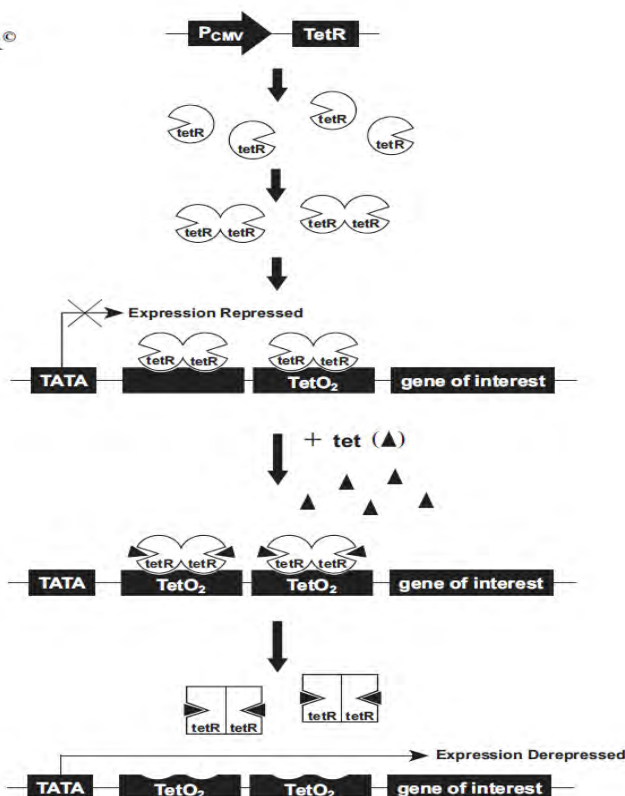 ©
PCMV TetR
tetR tetR tetR tetR
tetR tetR tetR tetR
Expression Repressed
tetR tetR tetR tetR
TATA TetO2 gene of interest
+ tet (▲)
tetR tetR tetR tetR
TATA TetO2 TetO2 gene of interest
tetR tetR tetR tetR
Expression Derepressed
TATA TetO2 TetO2 gene of interest